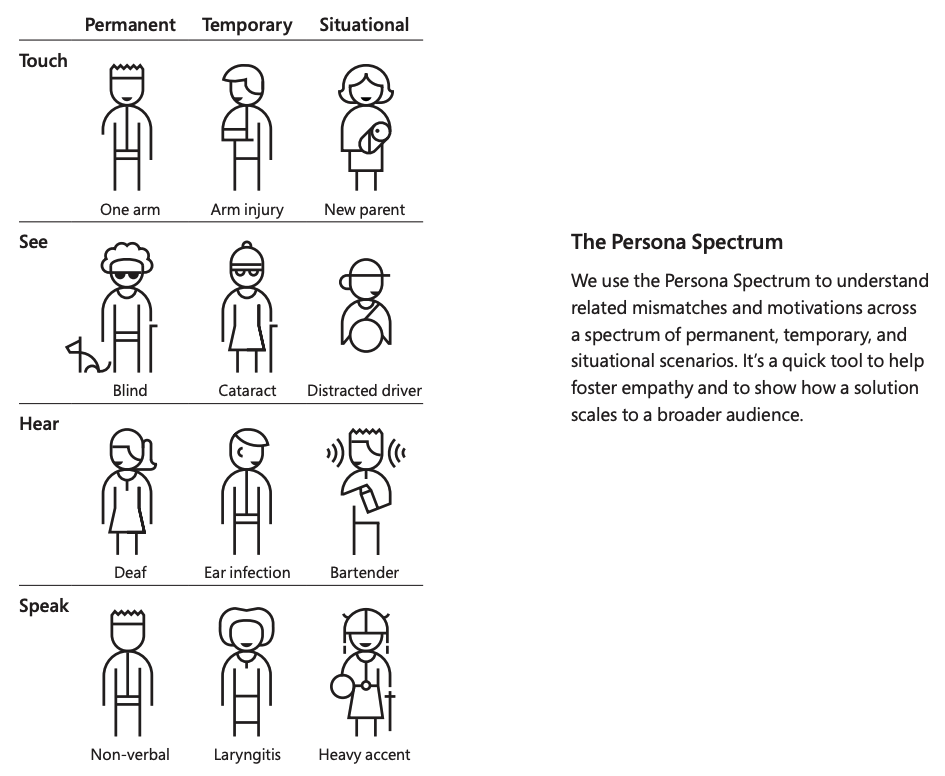 Permanent Temporary Situational
Touch
One arm Arm injury New parent
See
Blind Cataract Distracted driver
Hear
Deaf Ear infection Bartender
Speak
Non-verbal Laryngitis Heavy accent
The Persona Spectrum
We use the Persona Spectrum to understand
related mismatches and motivations across
a spectrum of permanent, temporary, and
situational scenarios. It’s a quick tool to help
foster empathy and to show how a solution
scales to a broader audience.